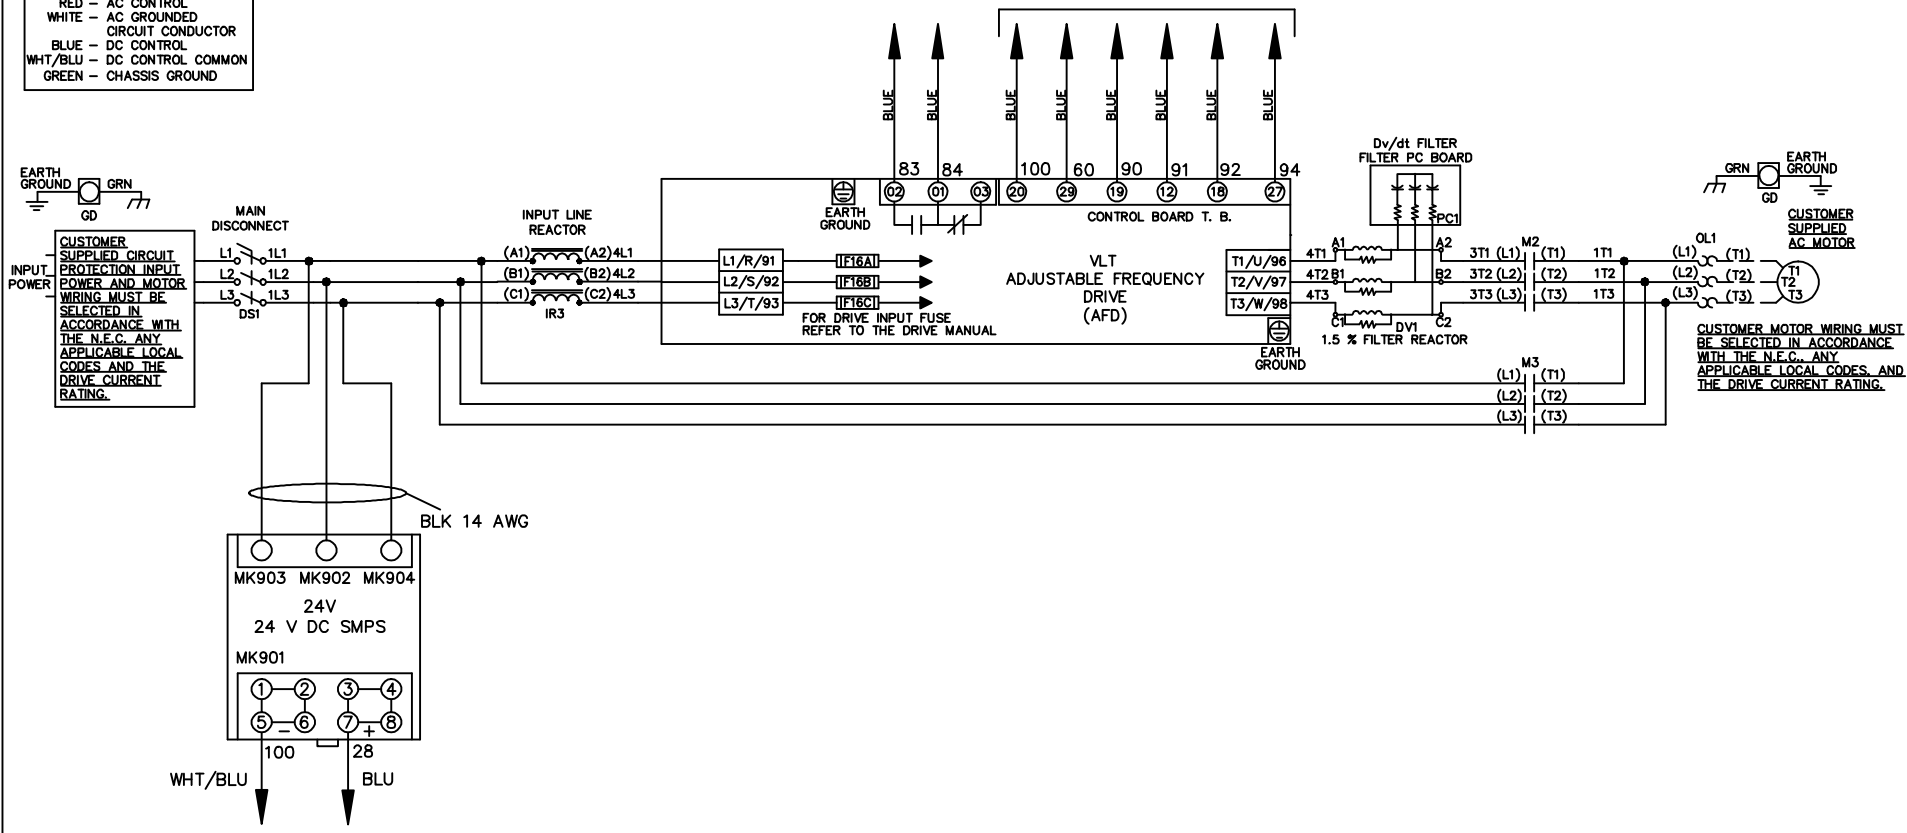 RED – AC CONTROL
WHITE – AC GROUNDED
CIRCUIT CONDUCTOR
BLUE – DC CONTROL
WHT/BLU – DC CONTROL COMMON
GREEN – CHASSIS GROUND
BLUE
BLUE
BLUE
BLUE
BLUE
BLUE
BLUE
BLUE
83
84
100
60
90
91
92
94
02
01
03
20
29
19
12
18
27
EARTH
GROUND
CONTROL BOARD T. B.
EARTH
GROUND
GRN
GD
MAIN
DISCONNECT
L1
1L1
L2
1L2
L3
1L3
DS1
INPUT
POWER
CUSTOMER
SUPPLIED CIRCUIT
PROTECTION INPUT
POWER AND MOTOR
WIRING MUST BE
SELECTED IN
ACCORDANCE WITH
THE N.E.C. ANY
APPLICABLE LOCAL
CODES AND THE
DRIVE CURRENT
RATING.
INPUT LINE
REACTOR
(A1)
(A2)
4L1
(B1)
(B2)
4L2
(C1)
(C2)
4L3
IR3
L1/R/91
L2/S/92
L3/T/93
F16A
F16B
F16C
FOR DRIVE INPUT FUSE
REFER TO THE DRIVE MANUAL
VLT
ADJUSTABLE FREQUENCY
DRIVE
(AFD)
T1/U/96
T2/V/97
T3/W/98
EARTH
GROUND
Dv/dt FILTER
FILTER PC BOARD
PC1
4T1
A1
A2
4T2
B1
B2
4T3
C1
C2
DV1
1.5 % FILTER REACTOR
3T1
(L1)
M2
(T1)
1T1
3T2
(L2)
(T2)
1T2
3T3
(L3)
(T3)
1T3
OL1
(L1)
(T1)
(L2)
(T2)
(L3)
(T3)
T1
T2
T3
GRN
EARTH
GROUND
GD
CUSTOMER
SUPPLIED
AC MOTOR
CUSTOMER MOTOR WIRING MUST
BE SELECTED IN ACCORDANCE
WITH THE N.E.C., ANY
APPLICABLE LOCAL CODES, AND
THE DRIVE CURRENT RATING.
M3
(L1)
(T1)
(L2)
(T2)
(L3)
(T3)
BLK 14 AWG
MK903
MK902
MK904
24V
24 V DC SMPS
MK901
1
2
3
4
5
6
7
8
–
+
100
28
WHT/BLU
BLU